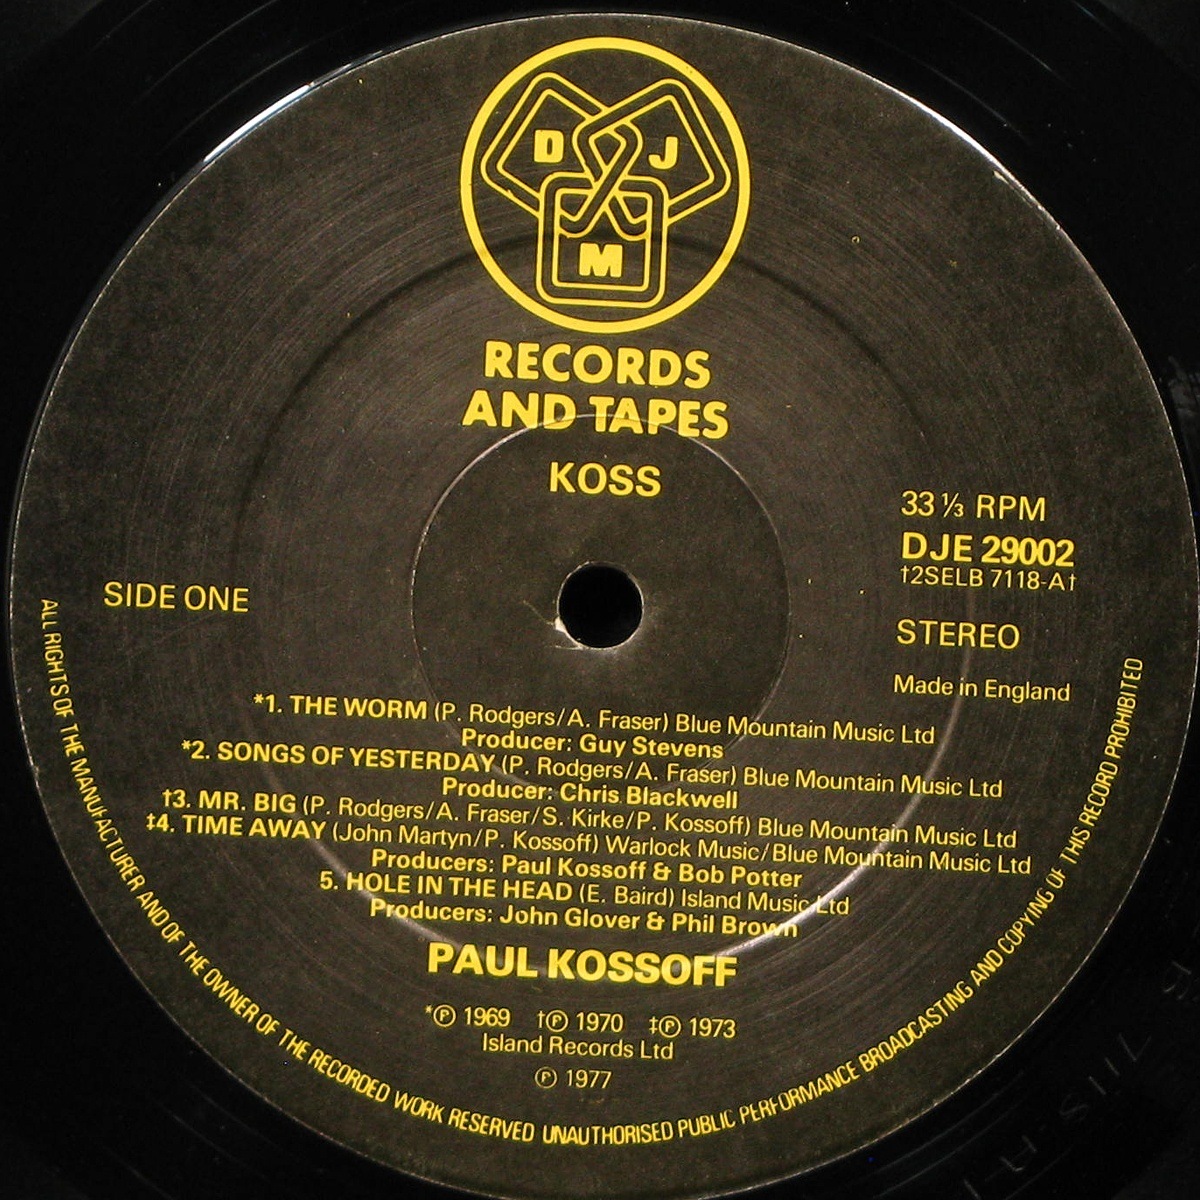 D J
M
RECORDS
AND TAPES
KOSS
33 ⅓ RPM
DJE 29002
†2SELB 7118-A†
SIDE ONE
STEREO
Made in England
*1. THE WORM (P. Rodgers/A. Fraser) Blue Mountain Music Ltd
Producer: Guy Stevens
*2. SONGS OF YESTERDAY (P. Rodgers/A. Fraser) Blue Mountain Music Ltd
Producer: Chris Blackwell
†3. MR. BIG (P. Rodgers/A. Fraser/S. Kirke/P. Kossoff) Blue Mountain Music Ltd
‡4. TIME AWAY (John Martyn/P. Kossoff) Warlock Music/Blue Mountain Music Ltd
Producers: Paul Kossoff & Bob Potter
5. HOLE IN THE HEAD (E. Baird) Island Music Ltd
Producers: John Glover & Phil Brown
PAUL KOSSOFF
*Ⓟ 1969 †Ⓟ 1970 ‡Ⓟ 1973
Island Records Ltd
Ⓟ 1977
ALL RIGHTS OF THE MANUFACTURER AND OF THE OWNER OF THE RECORDED WORK RESERVED UNAUTHORISED PUBLIC PERFORMANCE BROADCASTING AND COPYING OF THIS RECORD PROHIBITED